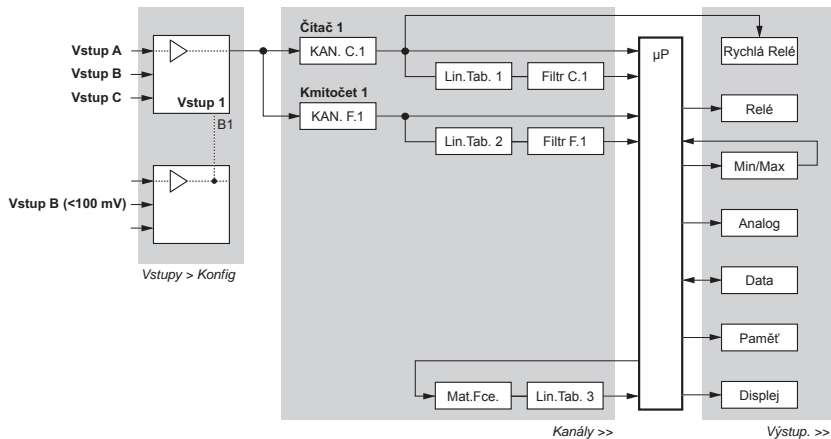 Čítač 1
Vstup A
KAN. C.1
µP
Rychlá Relé
Vstup B
Lin.Tab. 1
Filtr C.1
Vstup C
Vstup 1
Kmitočet 1
Relé
KAN. F.1
B1
Lin.Tab. 2
Filtr F.1
Min/Max
Vstup B (<100 mV)
Analog
Vstupy > Konfig
Data
Paměť
Mat.Fce.
Lin.Tab. 3
Displej
Kanály >>
Výstup. >>